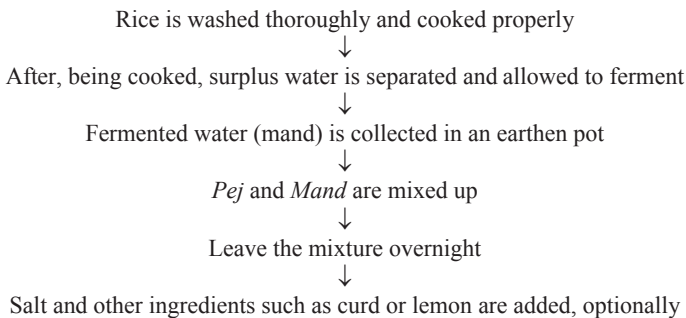 Rice is washed thoroughly and cooked properly
↓
After, being cooked, surplus water is separated and allowed to ferment
↓
Fermented water (mand) is collected in an earthen pot
↓
Pej and Mand are mixed up
↓
Leave the mixture overnight
↓
Salt and other ingredients such as curd or lemon are added, optionally